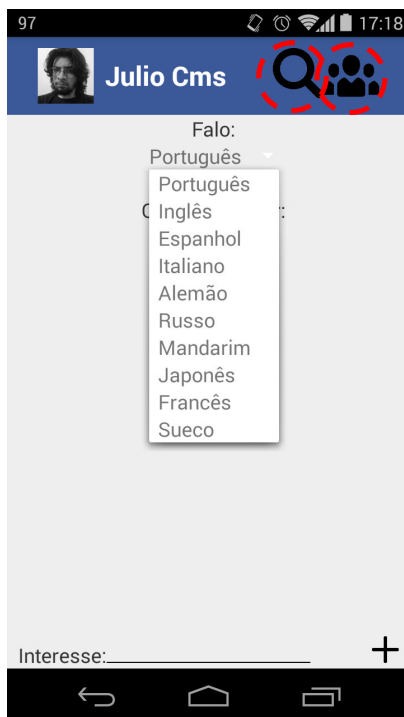 97
17:18
Julio Cms
Falo:
Português
Português
Inglês
Espanhol
Italiano
Alemão
Russo
Mandarim
Japonês
Francês
Sueco
Interesse: